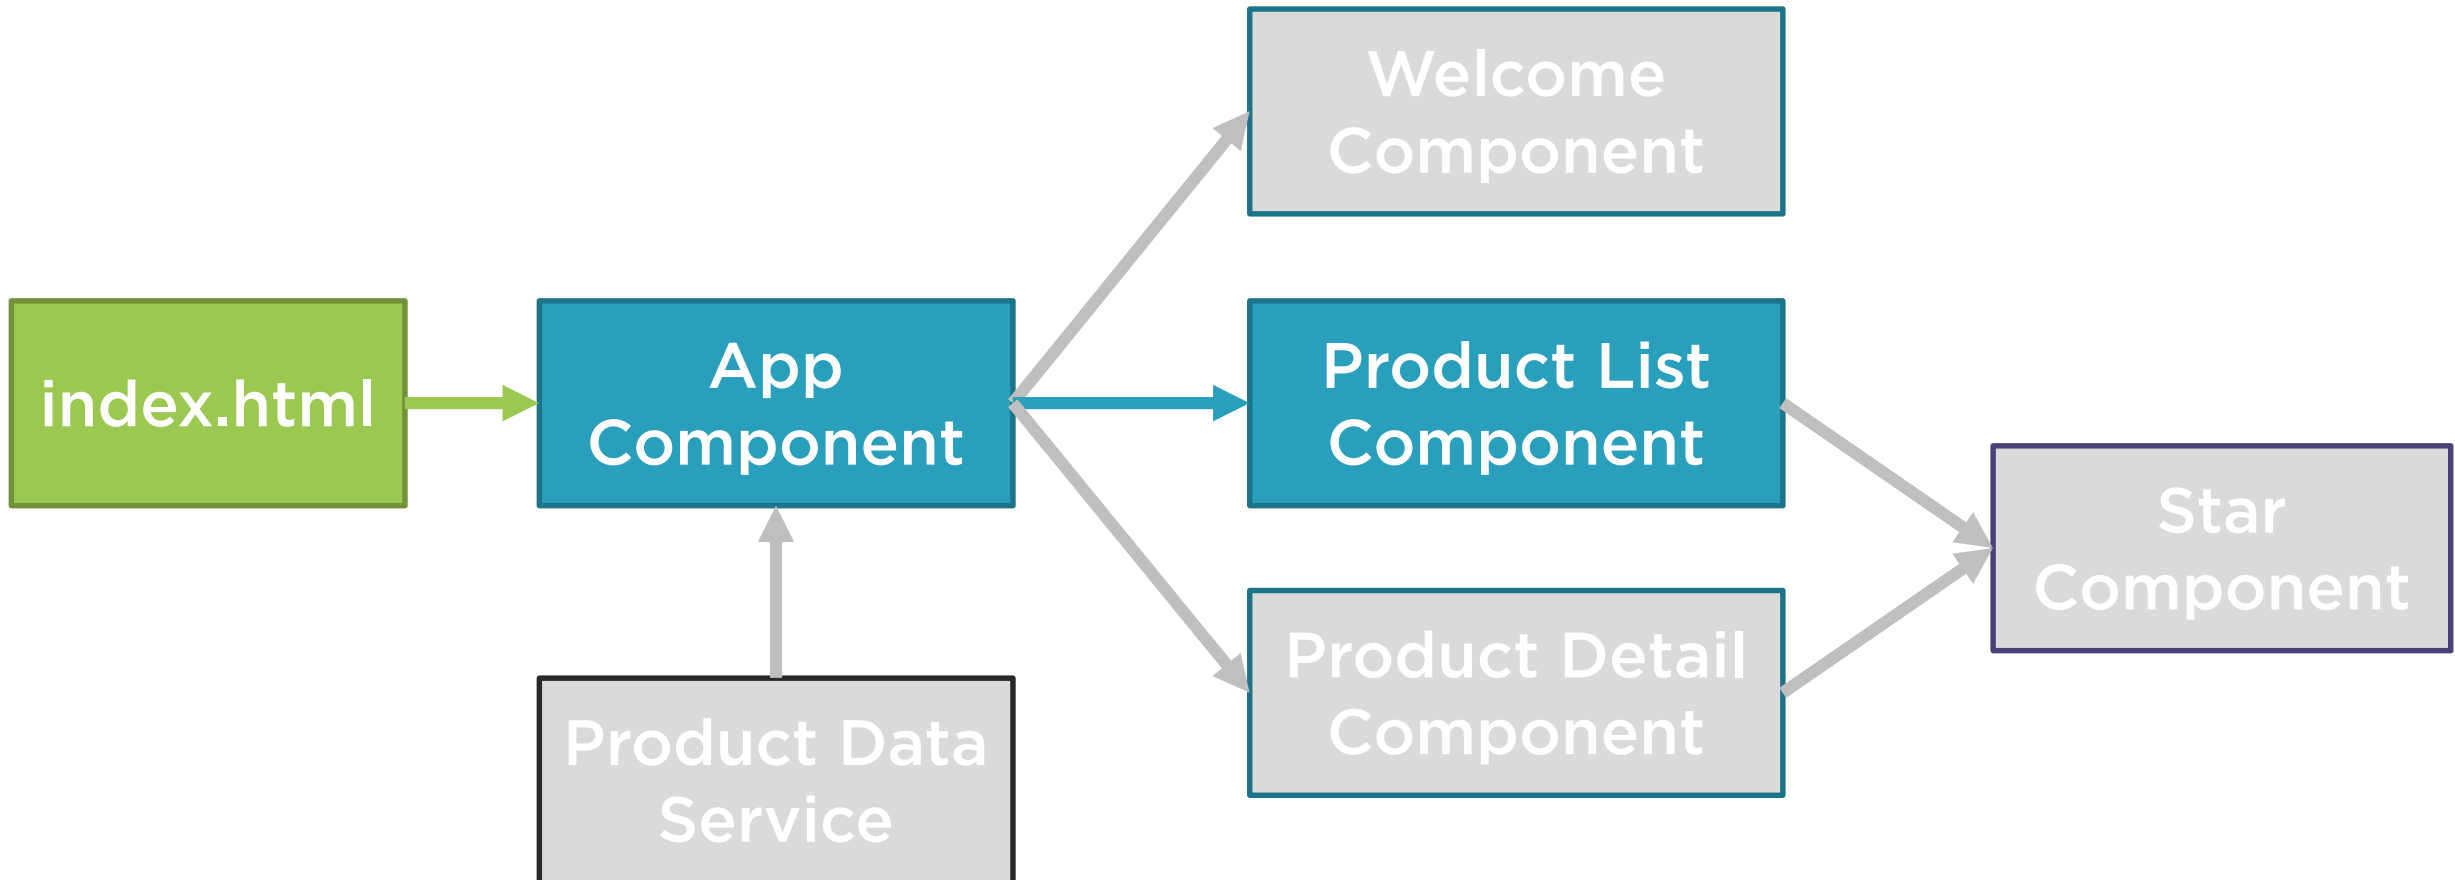 Welcome
Component
index.html
App
Component
Product List
Component
Star
Component
Product Detail
Component
Product Data
Service